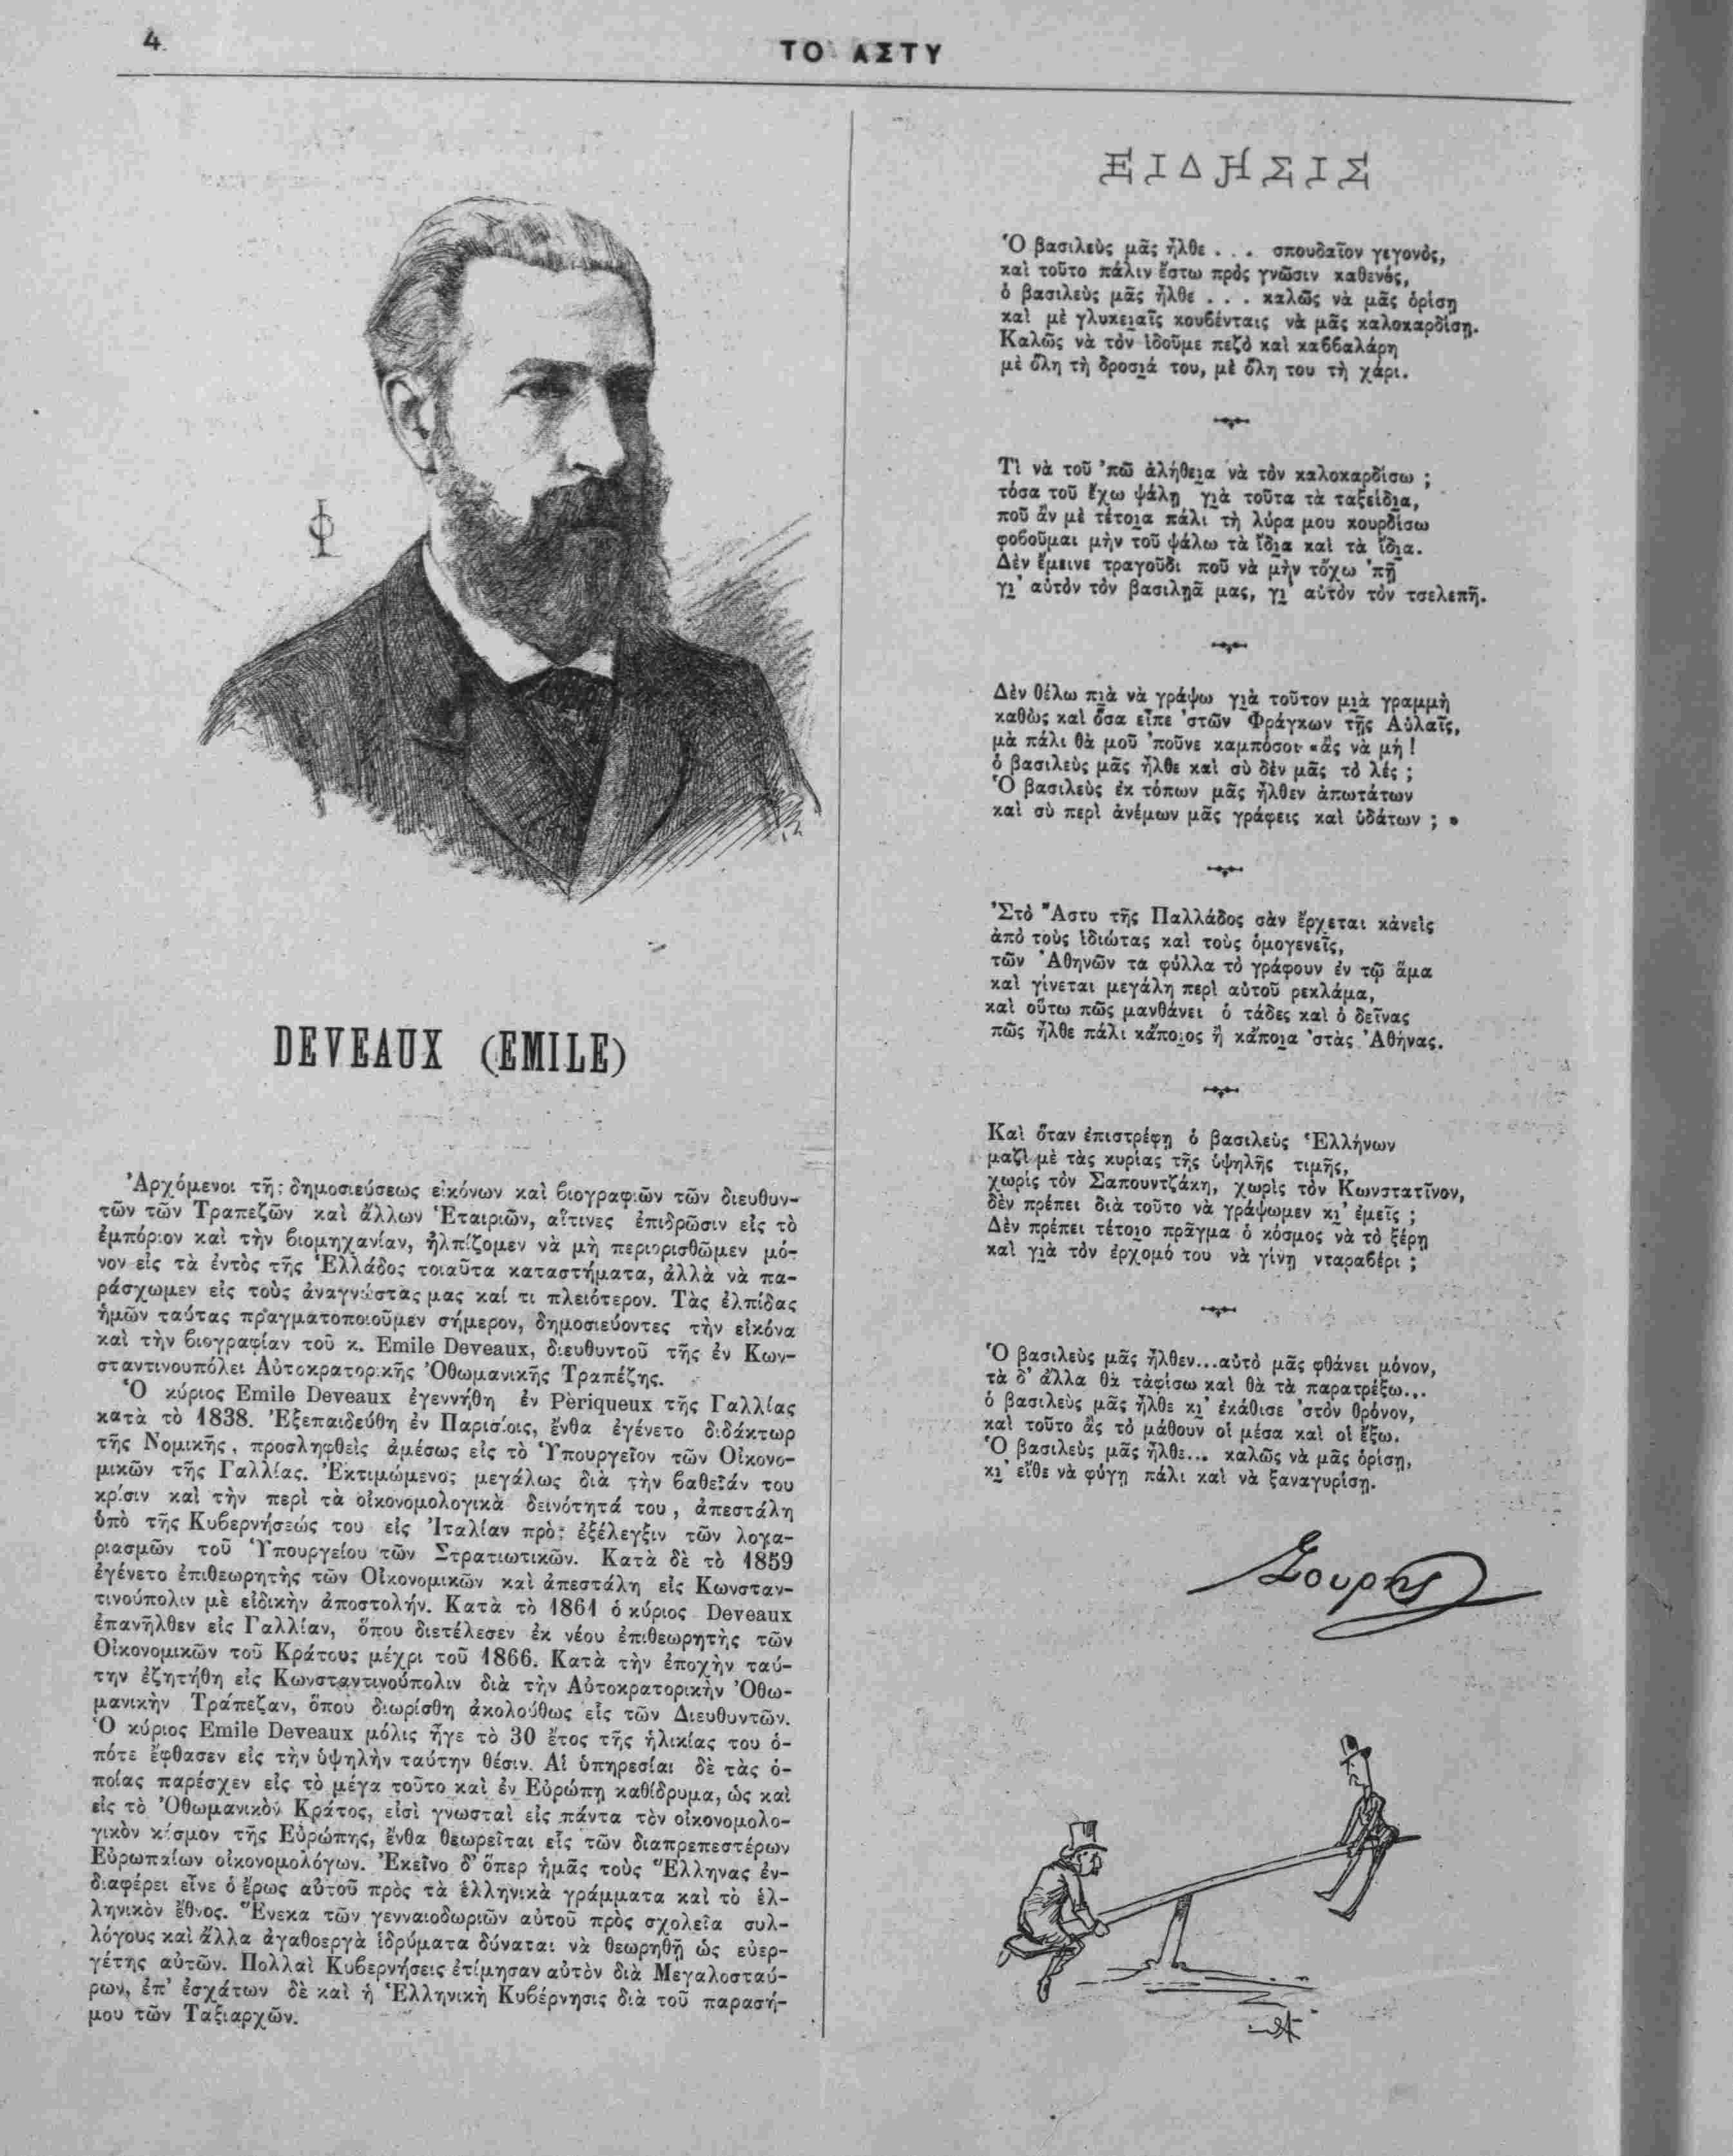 4
ΤΟ ΑΣΤΥ
DEVEAUX (EMILE)
Ἀρχόμενοι τῆς δημοσιεύσεως εἰκόνων καὶ βιογραφιῶν τῶν διευθυν-
τῶν τῶν Τραπεζῶν καὶ ἄλλων Ἑταιριῶν, αἵτινες ἐπιδρῶσιν εἰς τὸ
ἐμπόριον καὶ τὴν βιομηχανίαν, ἠλπίζομεν νὰ μὴ περιορισθῶμεν μό-
νον εἰς τὰ ἐντὸς τῆς Ἑλλάδος τοιαῦτα καταστήματα, ἀλλὰ νὰ πα-
ράσχωμεν εἰς τοὺς ἀναγνώστας μας καί τι πλειότερον. Τὰς ἐλπίδας
ἡμῶν ταύτας πραγματοποιοῦμεν σήμερον, δημοσιεύοντες τὴν εἰκόνα
καὶ τὴν βιογραφίαν τοῦ κ. Emile Deveaux, διευθυντοῦ τῆς ἐν Κων-
σταντινουπόλει Αὐτοκρατορικῆς Ὀθωμανικῆς Τραπέζης.
Ὁ κύριος Emile Deveaux ἐγεννήθη ἐν Pèriqueux τῆς Γαλλίας
κατὰ τὸ 1838. Ἐξεπαιδεύθη ἐν Παρισίοις, ἔνθα ἐγένετο διδάκτωρ
τῆς Νομικῆς, προσληφθεὶς ἀμέσως εἰς τὸ Ὑπουργεῖον τῶν Οἰκονο-
μικῶν τῆς Γαλλίας. Ἐκτιμώμενος μεγάλως διὰ τὴν βαθεῖάν του
κρίσιν καὶ τὴν περὶ τὰ οἰκονομολογικὰ δεινότητά του, ἀπεστάλη
ὑπὸ τῆς Κυβερνήσεώς του εἰς Ἰταλίαν πρὸς ἐξέλεγξιν τῶν λογα-
ριασμῶν τοῦ Ὑπουργείου τῶν Στρατιωτικῶν. Κατὰ δὲ τὸ 1859
ἐγένετο ἐπιθεωρητὴς τῶν Οἰκονομικῶν καὶ ἀπεστάλη εἰς Κωνσταν-
τινούπολιν μὲ εἰδικὴν ἀποστολήν. Κατὰ τὸ 1861 ὁ κύριος Deveaux
ἐπανῆλθεν εἰς Γαλλίαν, ὅπου διετέλεσεν ἐκ νέου ἐπιθεωρητὴς τῶν
Οἰκονομικῶν τοῦ Κράτους μέχρι τοῦ 1866. Κατὰ τὴν ἐποχὴν ταύ-
την ἐζητήθη εἰς Κωνσταντινούπολιν διὰ τὴν Αὐτοκρατορικὴν Ὀθω-
μανικὴν Τράπεζαν, ὅπου διωρίσθη ἀκολούθως εἷς τῶν Διευθυντῶν.
Ὁ κύριος Emile Deveaux μόλις ἦγε τὸ 30 ἔτος τῆς ἡλικίας του ὁ-
πότε ἔφθασεν εἰς τὴν ὑψηλὴν ταύτην θέσιν. Αἱ ὑπηρεσίαι δὲ τὰς ὁ-
ποίας παρέσχεν εἰς τὸ μέγα τοῦτο καὶ ἐν Εὐρώπῃ καθίδρυμα, ὡς καὶ
εἰς τὸ Ὀθωμανικὸν Κράτος, εἰσὶ γνωσταὶ εἰς πάντα τὸν οἰκονομολο-
γικὸν κόσμον τῆς Εὐρώπης, ἔνθα θεωρεῖται εἷς τῶν διαπρεπεστέρων
Εὐρωπαίων οἰκονομολόγων. Ἐκεῖνο δ' ὅπερ ἡμᾶς τοὺς Ἕλληνας ἐν-
διαφέρει εἶνε ὁ ἔρως αὐτοῦ πρὸς τὰ ἑλληνικὰ γράμματα καὶ τὸ ἑλ-
ληνικὸν ἔθνος. Ἕνεκα τῶν γενναιοδωριῶν αὐτοῦ πρὸς σχολεῖα συλ-
λόγους καὶ ἄλλα ἀγαθοεργὰ ἱδρύματα δύναται νὰ θεωρηθῇ ὡς εὐερ-
γέτης αὐτῶν. Πολλαὶ Κυβερνήσεις ἐτίμησαν αὐτὸν διὰ Μεγαλοσταύ-
ρων, ἐπ' ἐσχάτων δὲ καὶ ἡ Ἑλληνικὴ Κυβέρνησις διὰ τοῦ παρασή-
μου τῶν Ταξιαρχῶν.
ΕΙΔΗΣΙΣ
Ὁ βασιλεὺς μᾶς ἦλθε . . . σπουδαῖον γεγονὸς,
καὶ τοῦτο πάλιν ἔστω πρὸς γνῶσιν καθενός,
ὁ βασιλεὺς μᾶς ἦλθε . . . καλῶς νὰ μᾶς ὁρίσῃ
καὶ μὲ γλυκειαῖς κουβένταις νὰ μᾶς καλοκαρδίσῃ.
Καλῶς νὰ τὸν ἰδοῦμε πεζὸ καὶ καββαλάρη
μὲ ὅλη τὴ δροσιά του, μὲ ὅλη του τὴ χάρι.
Τί νὰ τοῦ 'πῶ ἀλήθεια νὰ τὸν καλοκαρδίσω ;
τόσα τοῦ ἔχω ψάλῃ γιὰ τοῦτα τὰ ταξείδια,
ποῦ ἂν μὲ τέτοια πάλι τὴ λύρα μου κουρδίσω
φοβοῦμαι μὴν τοῦ ψάλω τὰ ἴδια καὶ τὰ ἴδια.
Δὲν ἔμεινε τραγοῦδι ποῦ νὰ μὴν τὄχω 'πῇ
γι' αὐτὸν τὸν βασιλῃᾶ μας, γι' αὐτὸν τὸν τσελεπῆ.
Δὲν θέλω πιὰ νὰ γράψω γιὰ τοῦτον μιὰ γραμμὴ
καθὼς καὶ ὅσα εἶπε 'στῶν Φράγκων τῇς Αὐλαῖς,
μὰ πάλι θὰ μοῦ 'ποῦνε καμπόσοι «ἂς νὰ μή !
ὁ βασιλεὺς μᾶς ἦλθε καὶ σὺ δὲν μᾶς τὸ λές ;
Ὁ βασιλεὺς ἐκ τόπων μᾶς ἦλθεν ἀπωτάτων
καὶ σὺ περὶ ἀνέμων μᾶς γράφεις καὶ ὑδάτων ; »
Στὸ Ἄστυ τῆς Παλλάδος σὰν ἔρχεται κἀνεὶς
ἀπὸ τοὺς ἰδιώτας καὶ τοὺς ὁμογενεῖς,
τῶν Ἀθηνῶν τα φύλλα τὸ γράφουν ἐν τῷ ἅμα
καὶ γίνεται μεγάλη περὶ αὐτοῦ ρεκλάμα,
καὶ οὕτω πῶς μανθάνει ὁ τάδες καὶ ὁ δεῖνας
πῶς ἦλθε πάλι κἄποιος ἢ κἄποια 'στὰς Ἀθήνας.
Καὶ ὅταν ἐπιστρέφῃ ὁ βασιλεὺς Ἑλλήνων
μαζὶ μὲ τὰς κυρίας τῆς ὑψηλῆς τιμῆς,
χωρὶς τὸν Σαπουντζάκη, χωρὶς τὸν Κωνστατῖνον,
δὲν πρέπει διὰ τοῦτο νὰ γράψωμεν κι' ἐμεῖς ;
Δὲν πρέπει τέτοιο πρᾶγμα ὁ κόσμος νὰ τὸ ξέρῃ
καὶ γιὰ τὸν ἐρχομό του νὰ γίνῃ νταραβέρι ;
Ὁ βασιλεὺς μᾶς ἦλθεν...αὐτὸ μᾶς φθάνει μόνον,
τὰ δ' ἄλλα θὰ τἀφίσω καὶ θὰ τὰ παρατρέξω...
ὁ βασιλεὺς μᾶς ἦλθε κι' ἐκάθισε 'στὸν θρόνον,
καὶ τοῦτο ἂς τὸ μάθουν οἱ μέσα καὶ οἱ ἔξω.
Ὁ βασιλεὺς μᾶς ἦλθε... καλῶς νὰ μᾶς ὁρίσῃ,
κι' εἴθε νὰ φύγῃ πάλι καὶ νὰ ξαναγυρίσῃ.
Σουρῆς